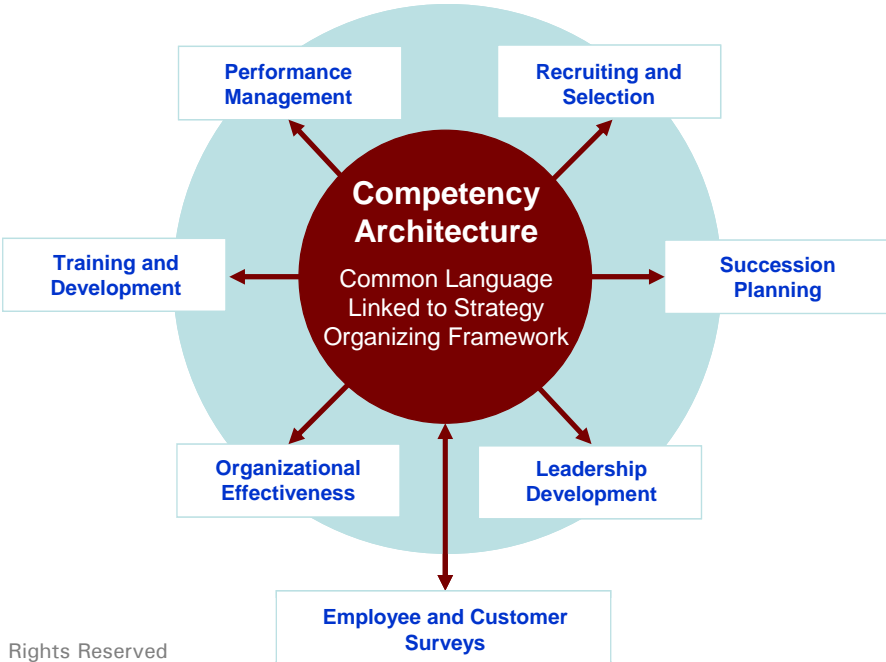 Performance
Management
Recruiting and
Selection
Competency
Architecture
Common Language
Linked to Strategy
Organizing Framework
Training and
Development
Succession
Planning
Organizational
Effectiveness
Leadership
Development
Employee and Customer
Surveys
Rights Reserved